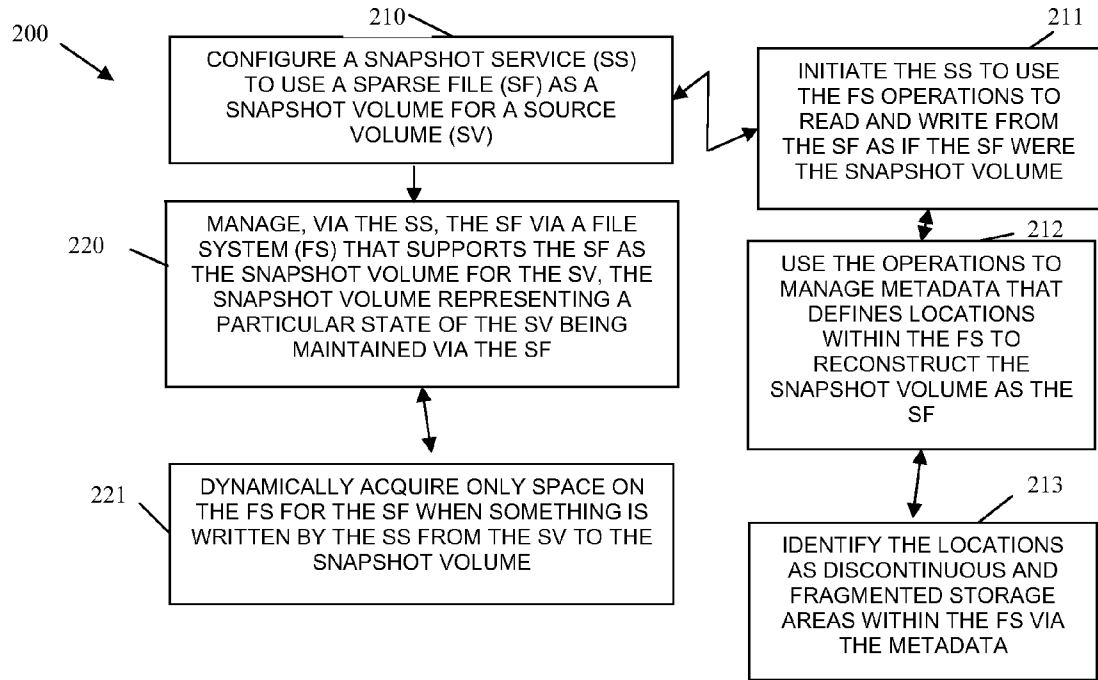 200
210
CONFIGURE A SNAPSHOT SERVICE (SS)
TO USE A SPARSE FILE (SF) AS A
SNAPSHOT VOLUME FOR A SOURCE
VOLUME (SV)
220
MANAGE, VIA THE SS, THE SF VIA A FILE
SYSTEM (FS) THAT SUPPORTS THE SF AS
THE SNAPSHOT VOLUME FOR THE SV, THE
SNAPSHOT VOLUME REPRESENTING A
PARTICULAR STATE OF THE SV BEING
MAINTAINED VIA THE SF
221
DYNAMICALLY ACQUIRE ONLY SPACE ON
THE FS FOR THE SF WHEN SOMETHING IS
WRITTEN BY THE SS FROM THE SV TO THE
SNAPSHOT VOLUME
211
INITIATE THE SS TO USE
THE FS OPERATIONS TO
READ AND WRITE FROM
THE SF AS IF THE SF WERE
THE SNAPSHOT VOLUME
212
USE THE OPERATIONS TO
MANAGE METADATA THAT
DEFINES LOCATIONS
WITHIN THE FS TO
RECONSTRUCT THE
SNAPSHOT VOLUME AS THE
SF
213
IDENTIFY THE LOCATIONS
AS DISCONTINUOUS AND
FRAGMENTED STORAGE
AREAS WITHIN THE FS VIA
THE METADATA